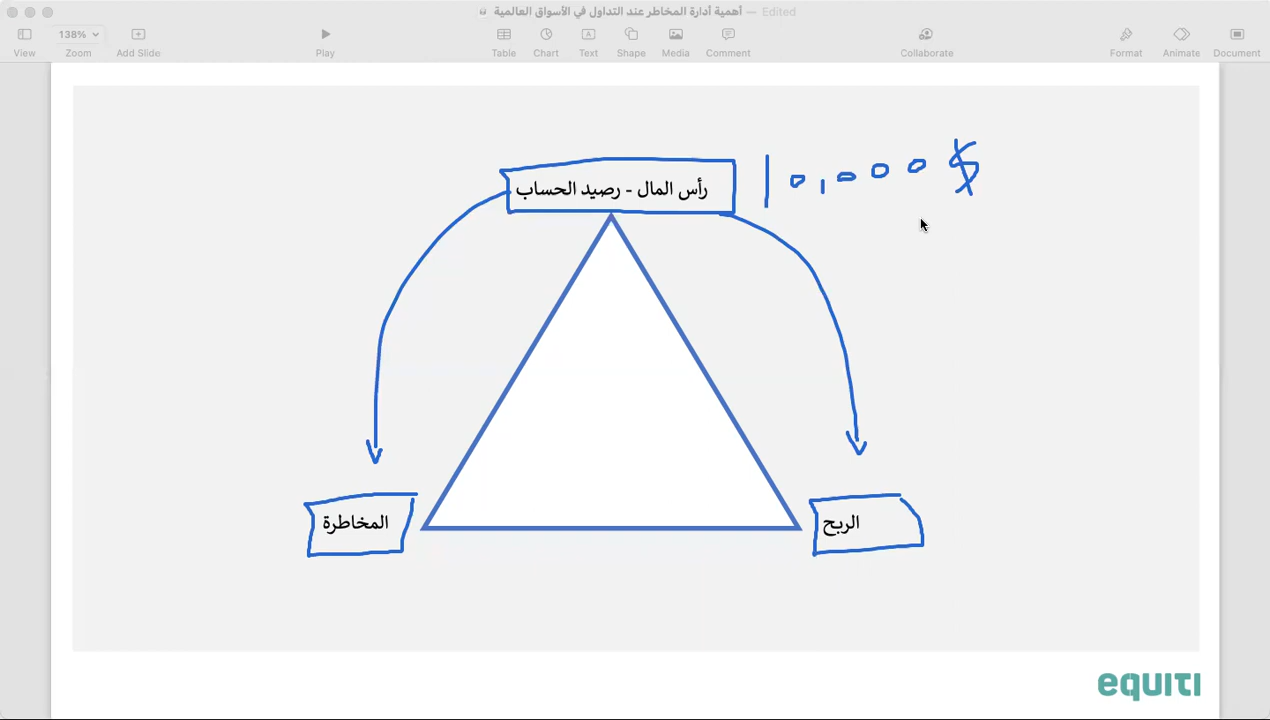 أهمية أدارة المخاطر عند التداول في الأسواق العالمية — Edited
138%
View
Zoom
Add Slide
Play
Table
Chart
Text
Shape
Media
Comment
Collaborate
Format
Animate
Document
رأس المال - رصيد الحساب
10,000$
المخاطرة
الربح
equiti